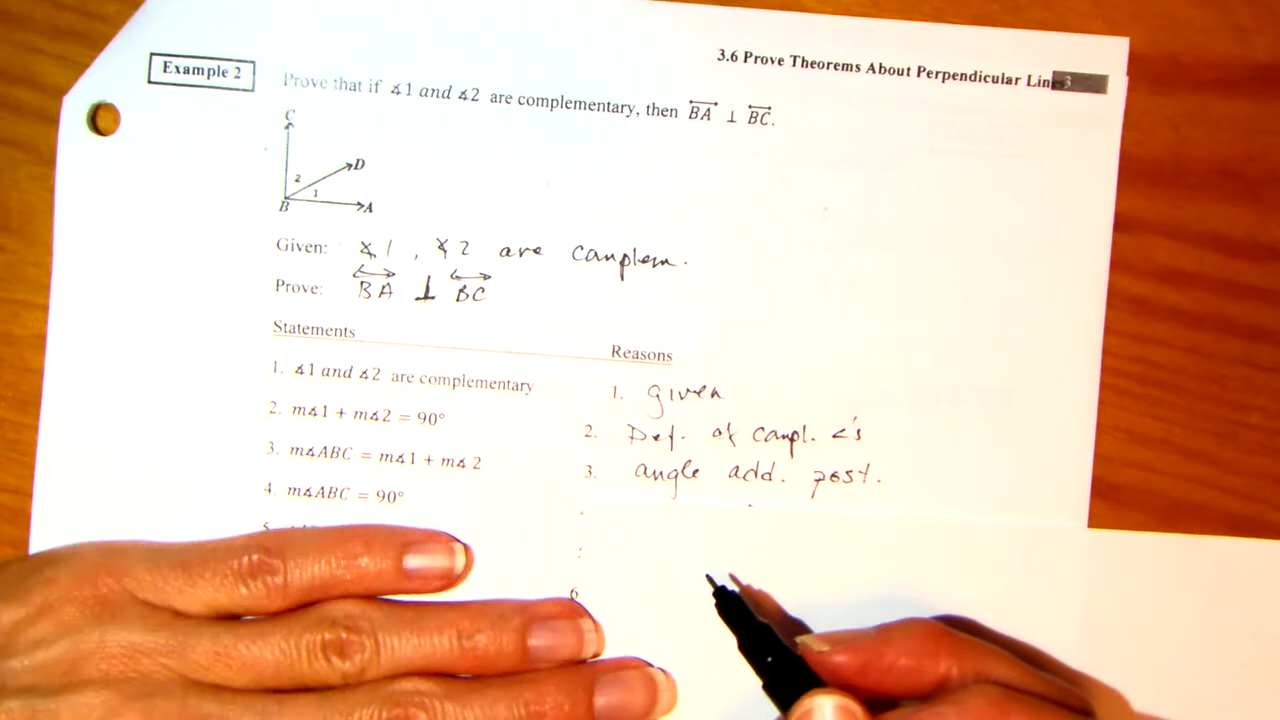 3.6 Prove Theorems About Perpendicular Lin 3
Example 2
Prove that if ∡1 and ∡2 are complementary, then BA ⊥ BC.
C
D
2
1
B
A
Given: ∡1, ∡2 are complem.
Prove: BA ⊥ BC
Statements
Reasons
1. ∡1 and ∡2 are complementary
1. given
2. m∡1 + m∡2 = 90°
2. Def. of compl. <'s
3. m∡ABC = m∡1 + m∡2
3. angle add. post.
4. m∡ABC = 90°
5.
6